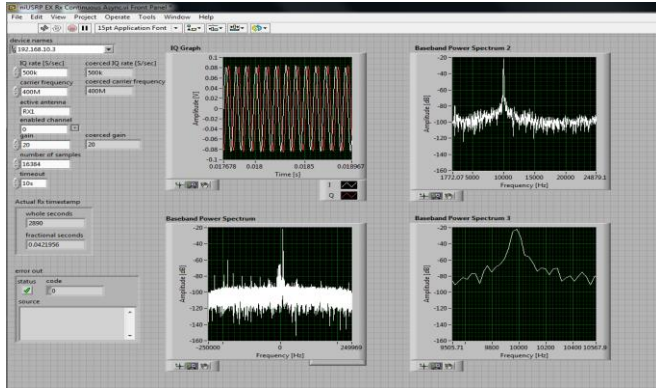 niUSRP EX Rx Continuous Async.vi Front Panel *
File Edit View Project Operate Tools Window Help
15pt Application Font
device names
192.168.10.3
IQ rate [S/sec] coerced IQ rate
500k 500k
carrier frequency coerced carrier frequency
400M 400M
active antenna
RX1
enabled channel
0
gain coerced gain
20 20
number of samples
16384
timeout
10s
Actual Rx timestamp
whole seconds
2890
fractional seconds
0.0421956
error out
status code
0
source
IQ Graph
Amplitude [V]
0.1
0.08
0.06
0.04
0.02
0
-0.02
-0.04
-0.06
-0.08
-0.1
0.017678 0.018 0.0185 0.018967
Time [s]
I
Q
Baseband Power Spectrum 2
Amplitude [dB]
-20
-40
-60
-80
-100
-120
-140
-160
1772.07 5000 10000 15000 20000 24879.1
Frequency [Hz]
Baseband Power Spectrum
Amplitude [dB]
-20
-40
-60
-80
-100
-120
-140
-160
-250000 0 249969
Frequency [Hz]
Baseband Power Spectrum 3
Amplitude [dB]
-20
-40
-60
-80
-100
-120
-140
-160
9505.71 9800 10000 10200 10400 10567.8
Frequency [Hz]